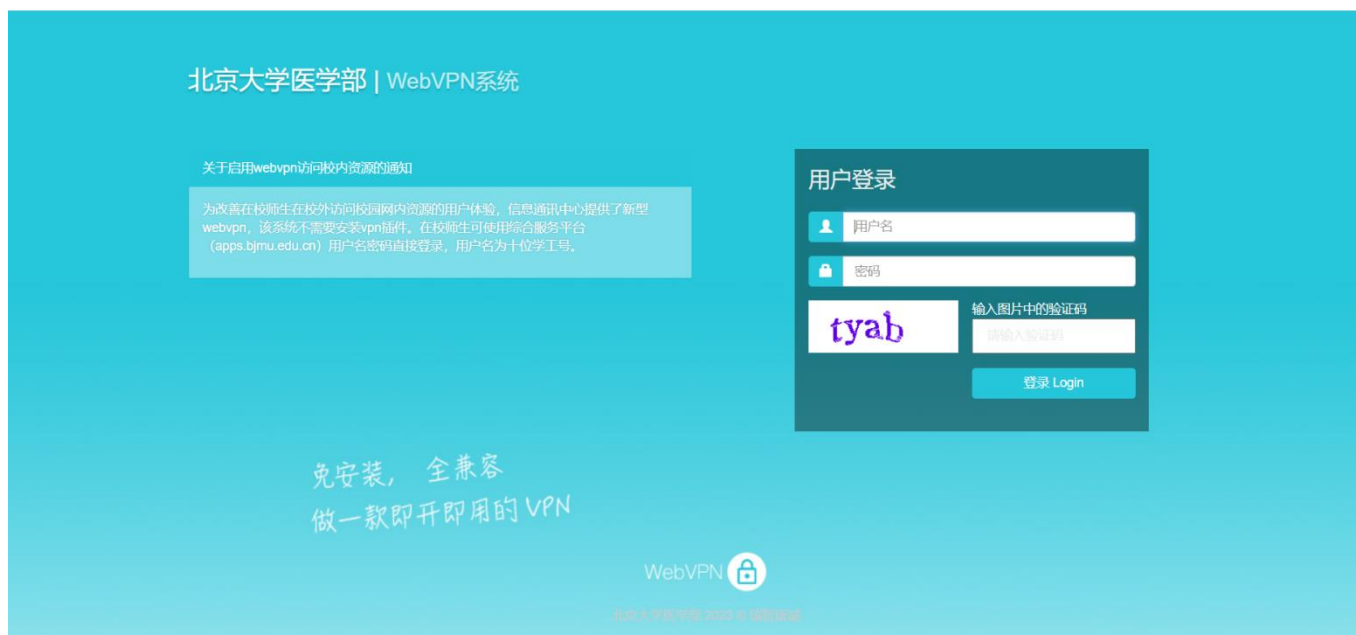 北京大学医学部 | WebVPN系统
关于启用webvpn访问校内资源的通知
为改善在校师生在校外访问校园网内资源的用户体验，信息通讯中心提供了新型
webvpn，该系统不需要安装vpn插件。在校师生可使用综合服务平台
（apps.bjmu.edu.cn）用户名密码直接登录，用户名为十位学工号。
用户登录
用户名
密码
tyab
输入图片中的验证码
请输入验证码
登录 Login
免安装， 全兼容
做一款即开即用的 VPN
WebVPN
北京大学医学部 2023 ©